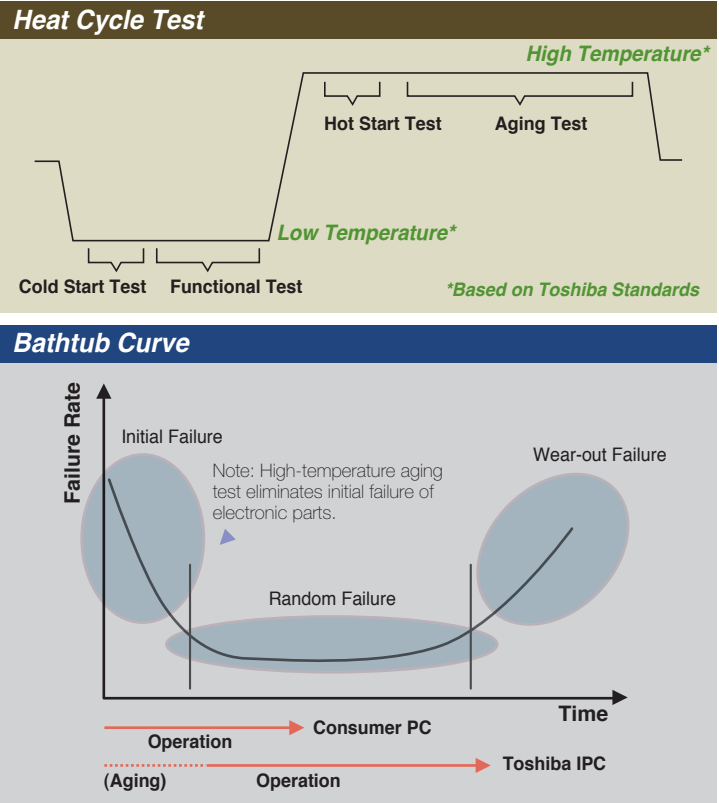 Heat Cycle Test
High Temperature*
Hot Start Test
Aging Test
Low Temperature*
Cold Start Test
Functional Test
*Based on Toshiba Standards
Bathtub Curve
Failure Rate
Initial Failure
Note: High-temperature aging
test eliminates initial failure of
electronic parts.
Wear-out Failure
Random Failure
Time
Consumer PC
Operation
Toshiba IPC
(Aging)
Operation